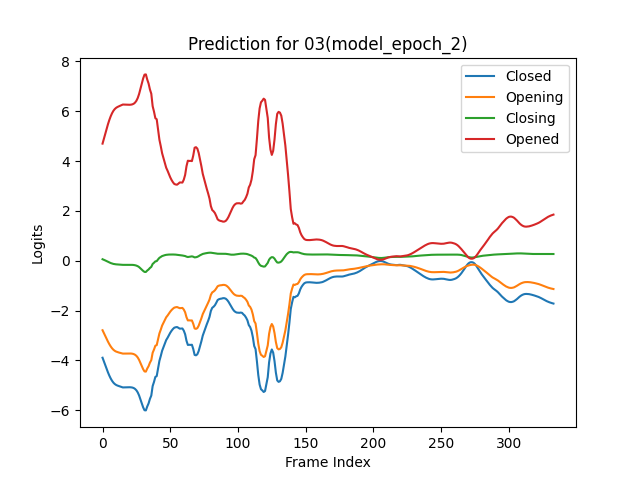 Prediction for 03(model_epoch_2)
8
6
4
2
0
−2
−4
−6
Logits
Closed
Opening
Closing
Opened
0 50 100 150 200 250 300
Frame Index